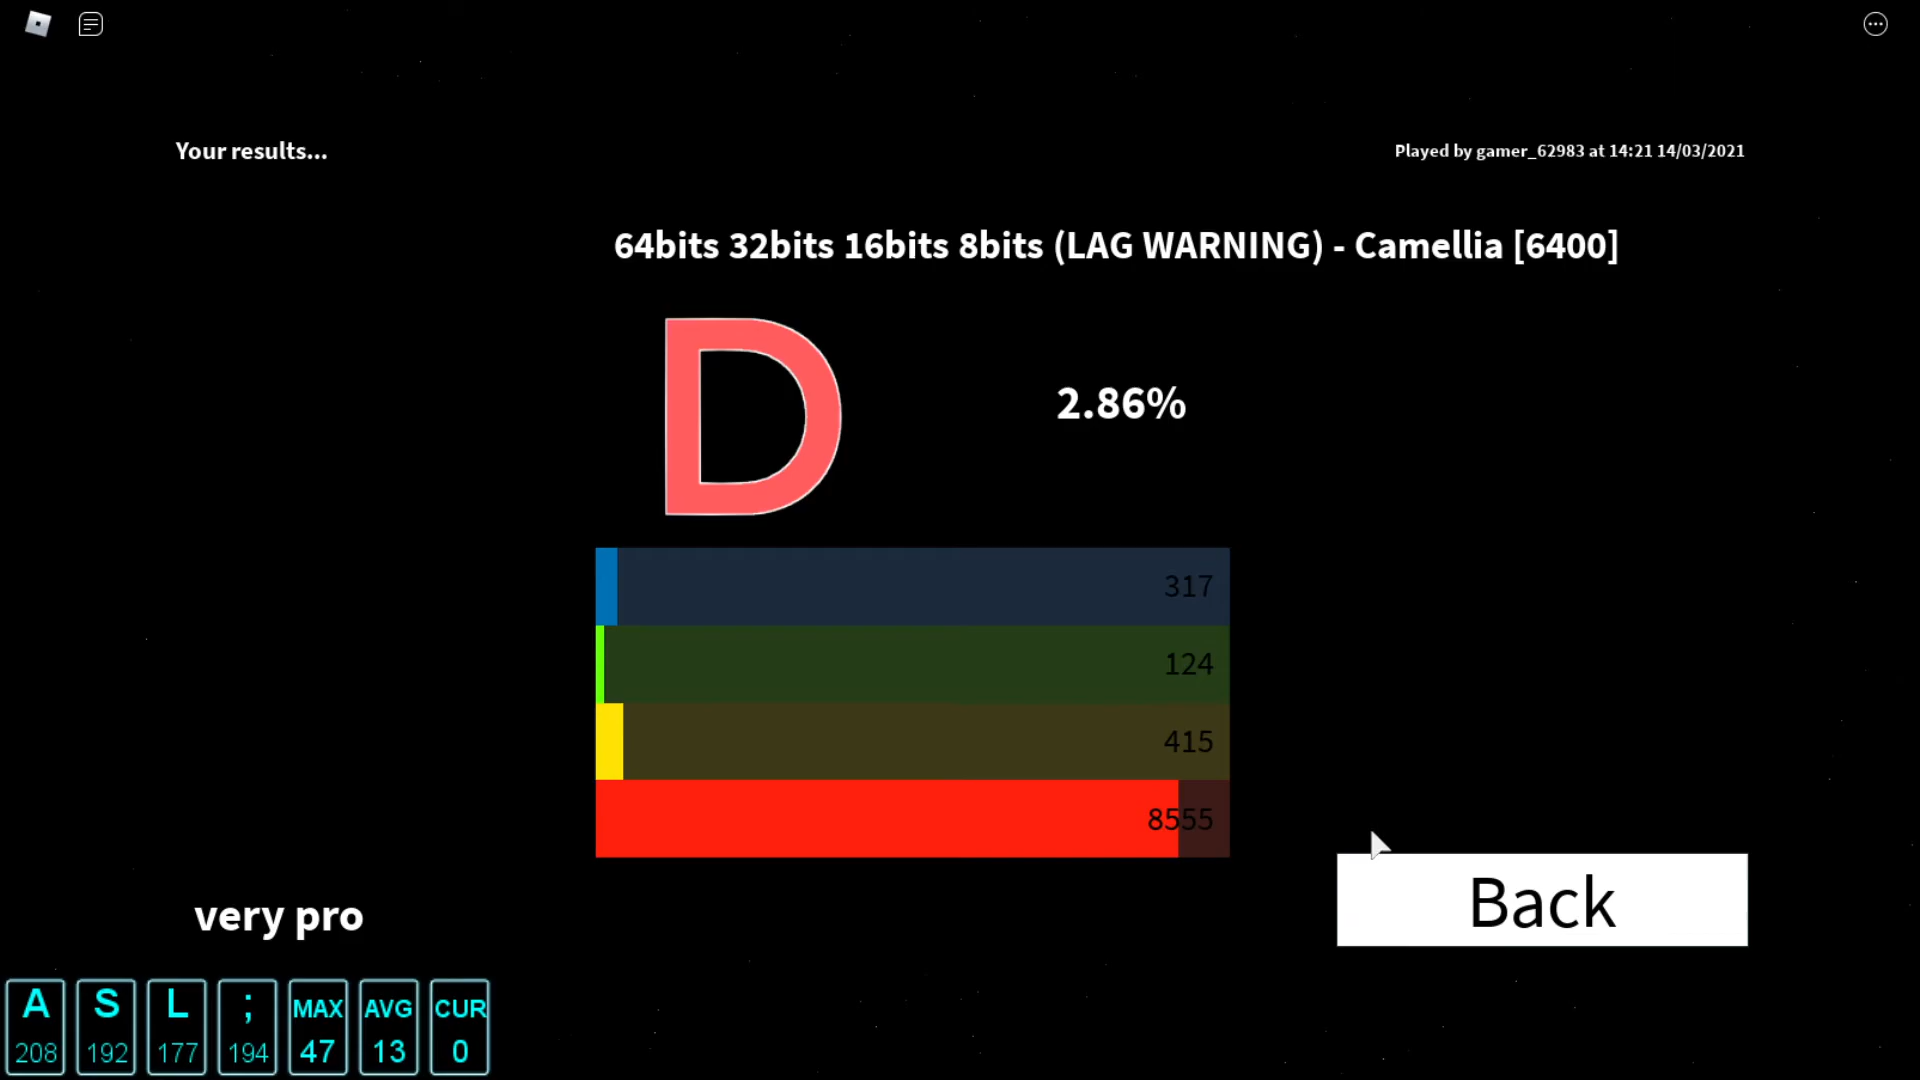 Your results...
Played by gamer_62983 at 14:21 14/03/2021
64bits 32bits 16bits 8bits (LAG WARNING) - Camellia [6400]
D
2.86%
317
124
415
8555
Back
very pro
A S L ; MAX AVG CUR
208 192 177 194 47 13 0